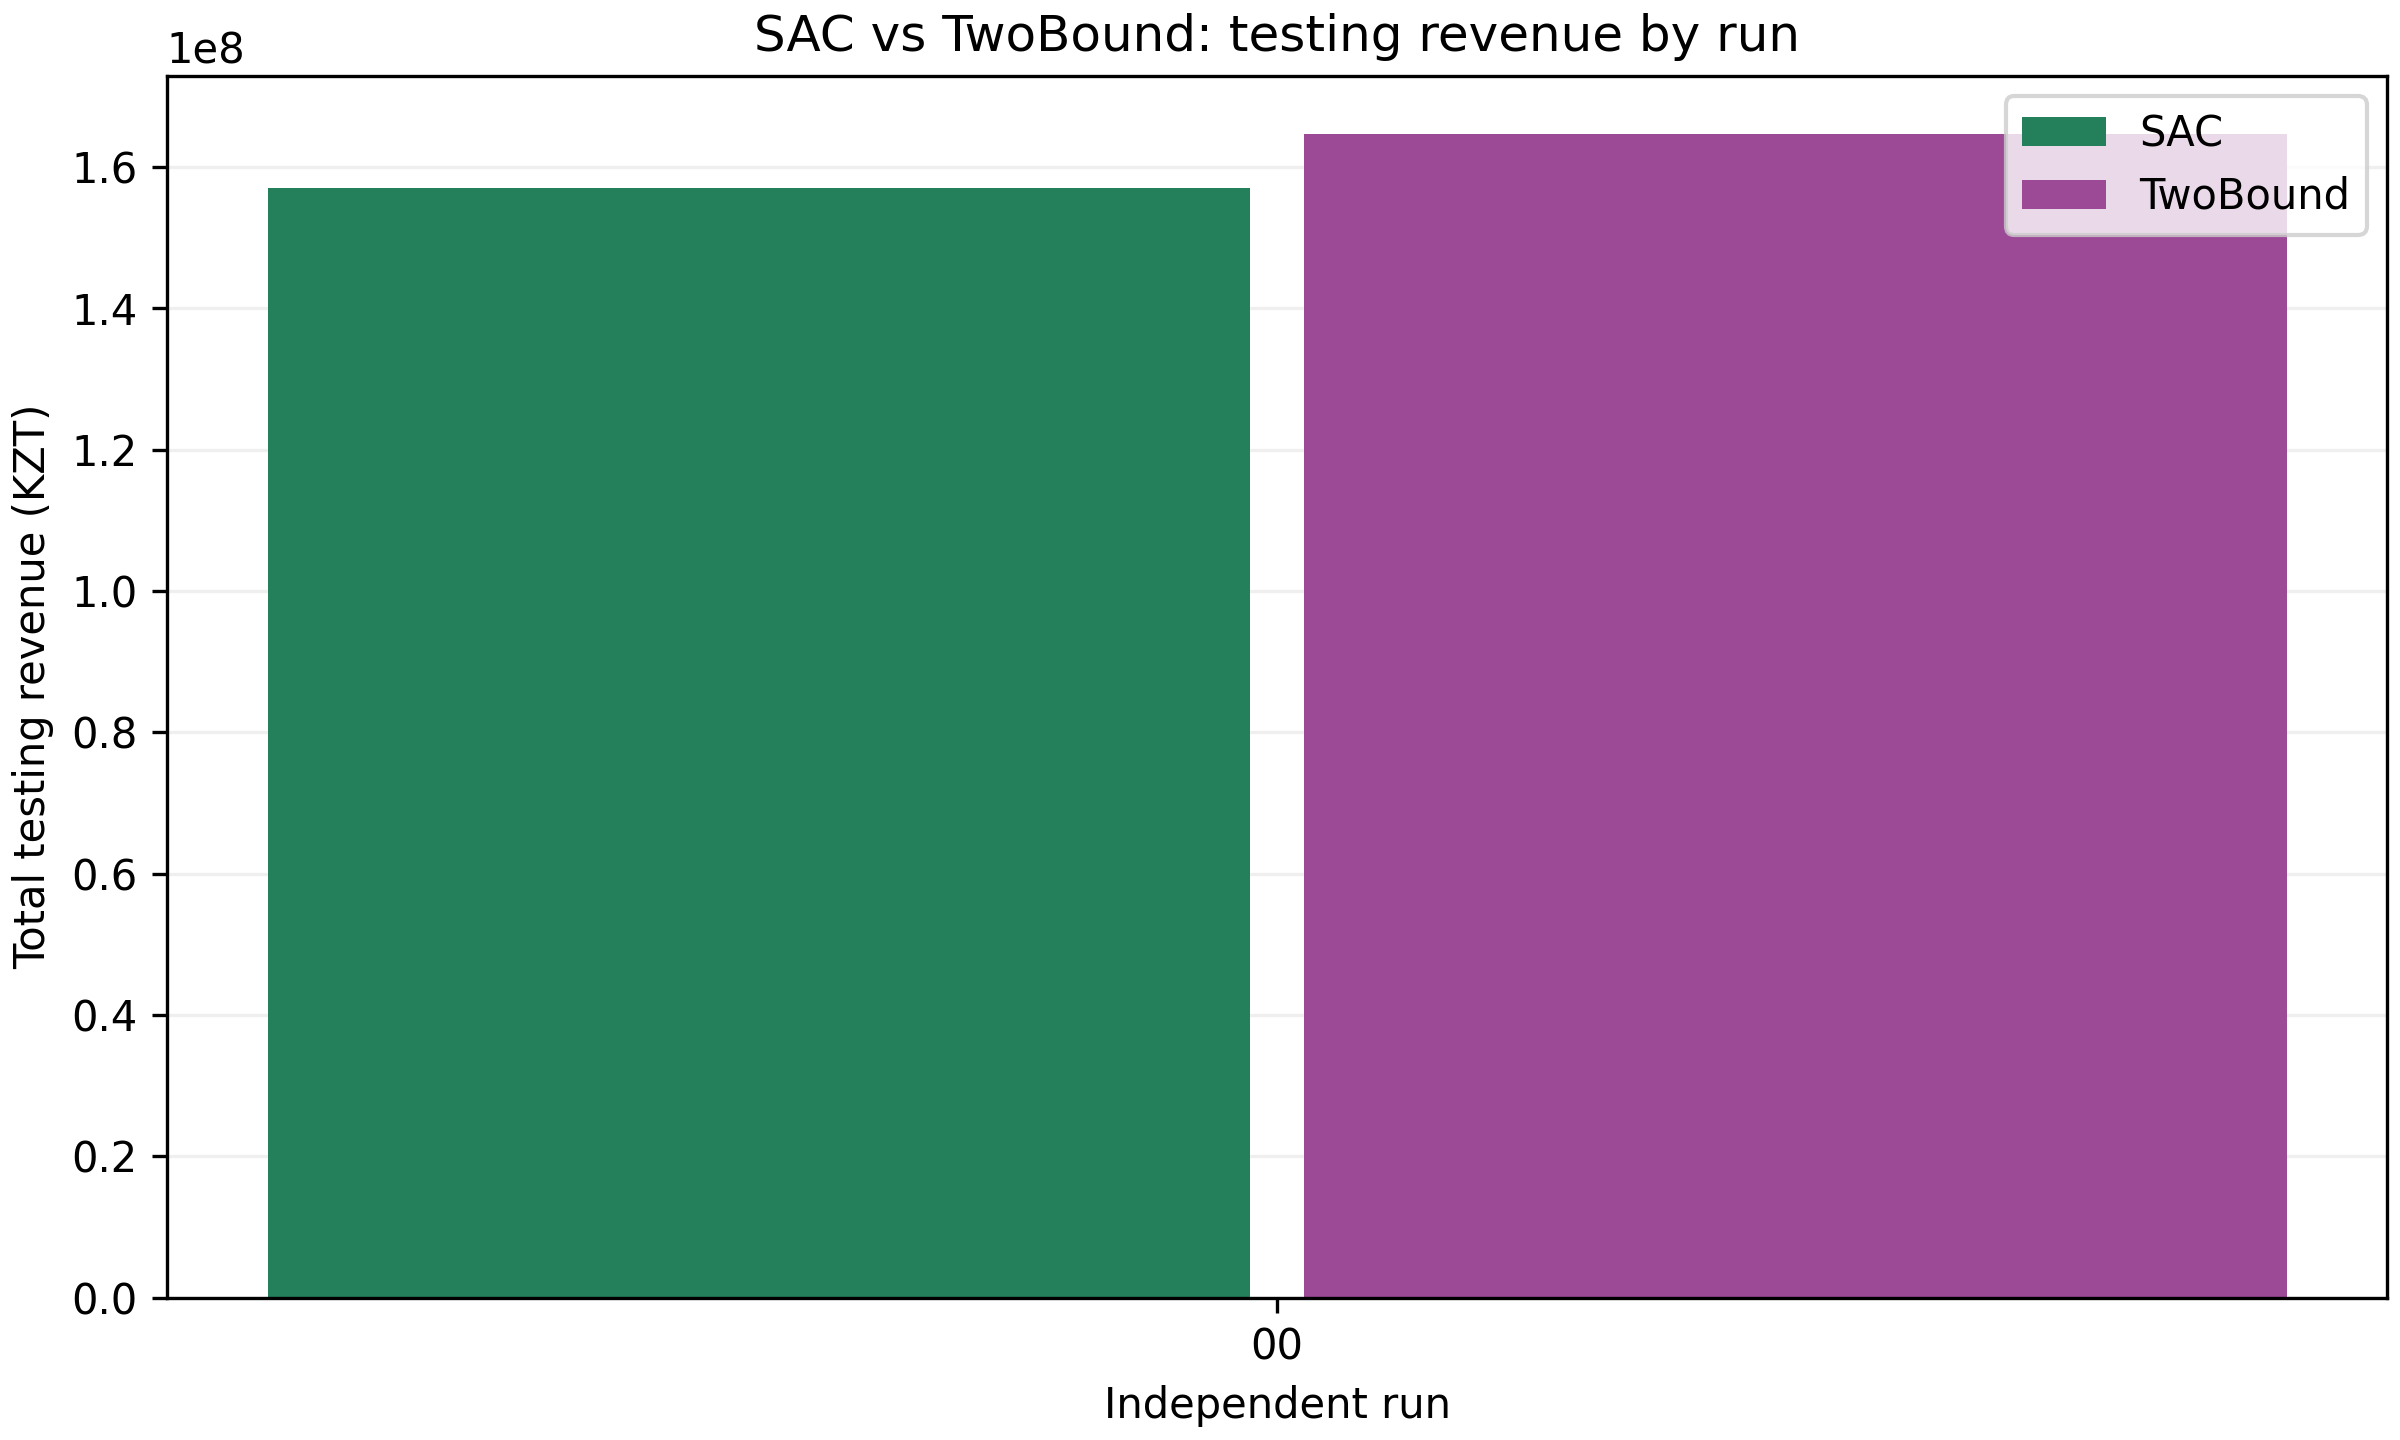 SAC vs TwoBound: testing revenue by run
1e8
SAC
TwoBound
1.6
1.4
1.2
1.0
0.8
0.6
0.4
0.2
0.0
Total testing revenue (KZT)
00
Independent run